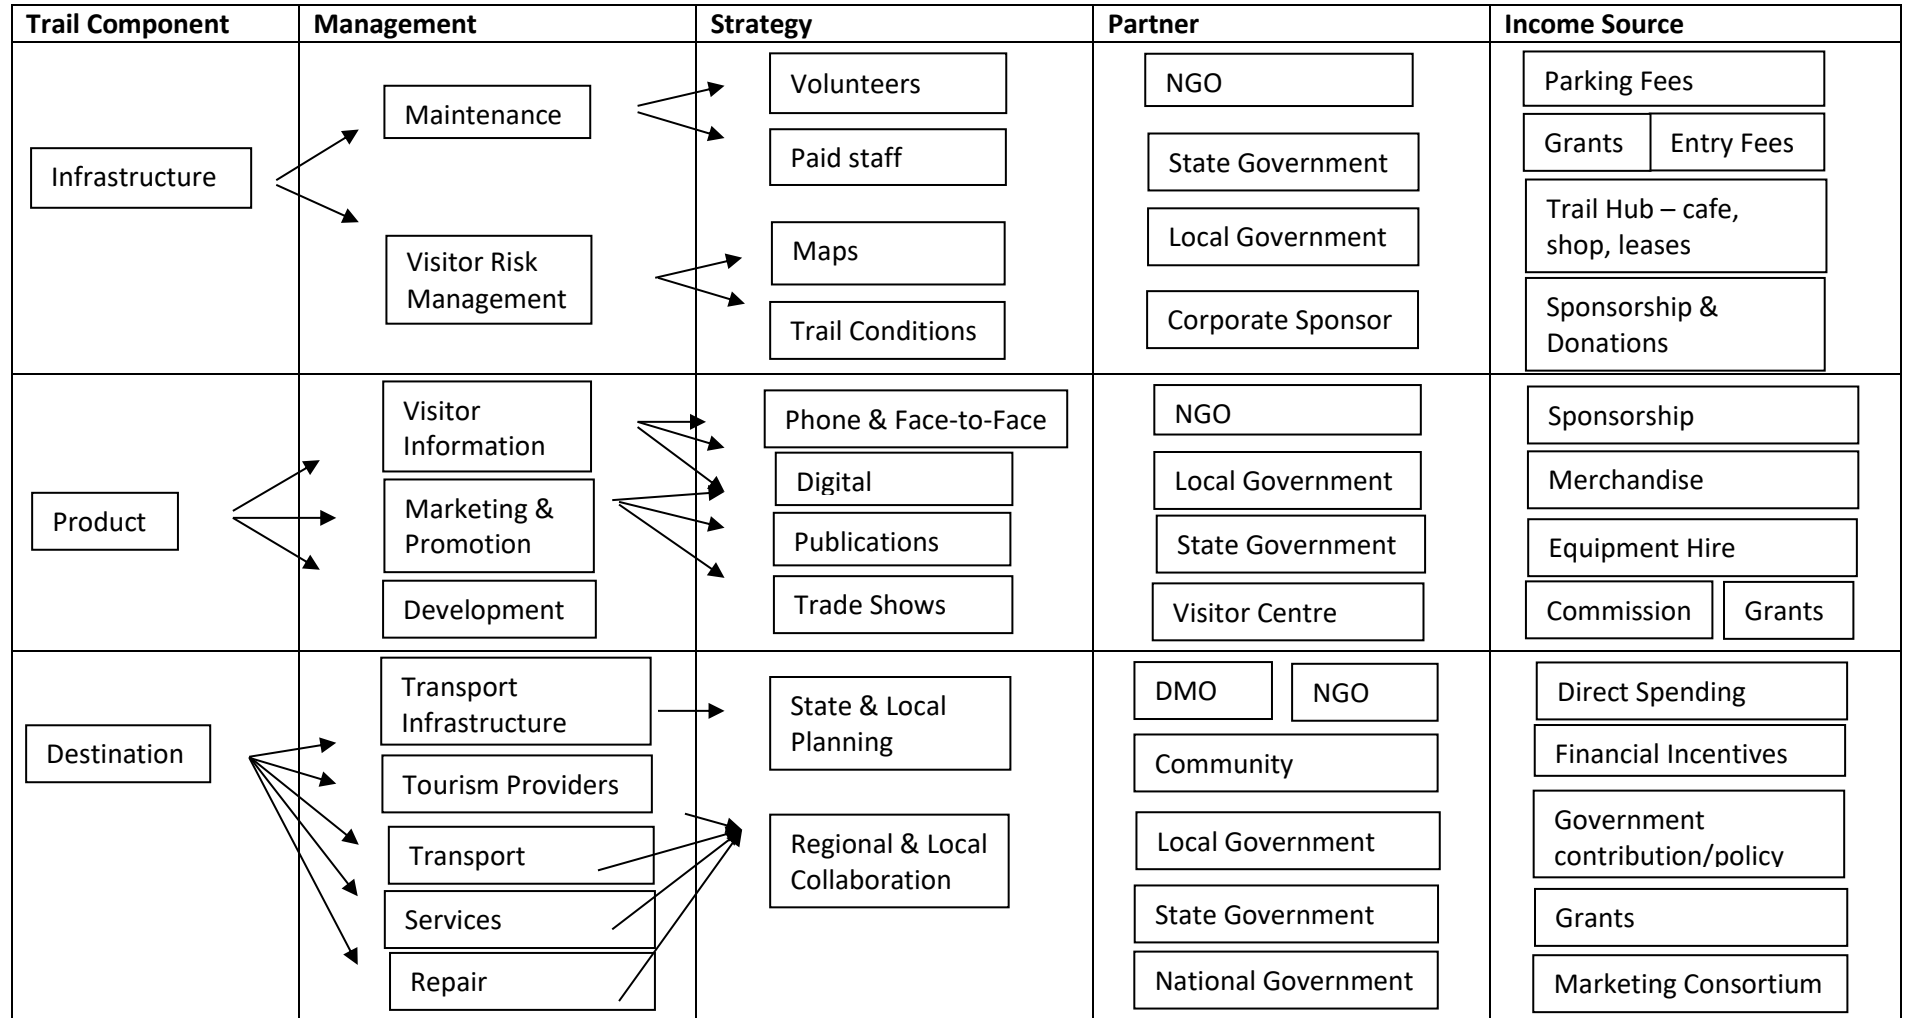 Trail Component
Management
Strategy
Partner
Income Source
Infrastructure
Maintenance
Visitor Risk
Management
Volunteers
Paid staff
Maps
Trail Conditions
NGO
State Government
Local Government
Corporate Sponsor
Parking Fees
Grants
Entry Fees
Trail Hub – cafe,
shop, leases
Sponsorship &
Donations
Product
Visitor
Information
Marketing &
Promotion
Development
Phone & Face-to-Face
Digital
Publications
Trade Shows
NGO
Local Government
State Government
Visitor Centre
Sponsorship
Merchandise
Equipment Hire
Commission
Grants
Destination
Transport
Infrastructure
Tourism Providers
Transport
Services
Repair
State & Local
Planning
Regional & Local
Collaboration
DMO
NGO
Community
Local Government
State Government
National Government
Direct Spending
Financial Incentives
Government
contribution/policy
Grants
Marketing Consortium